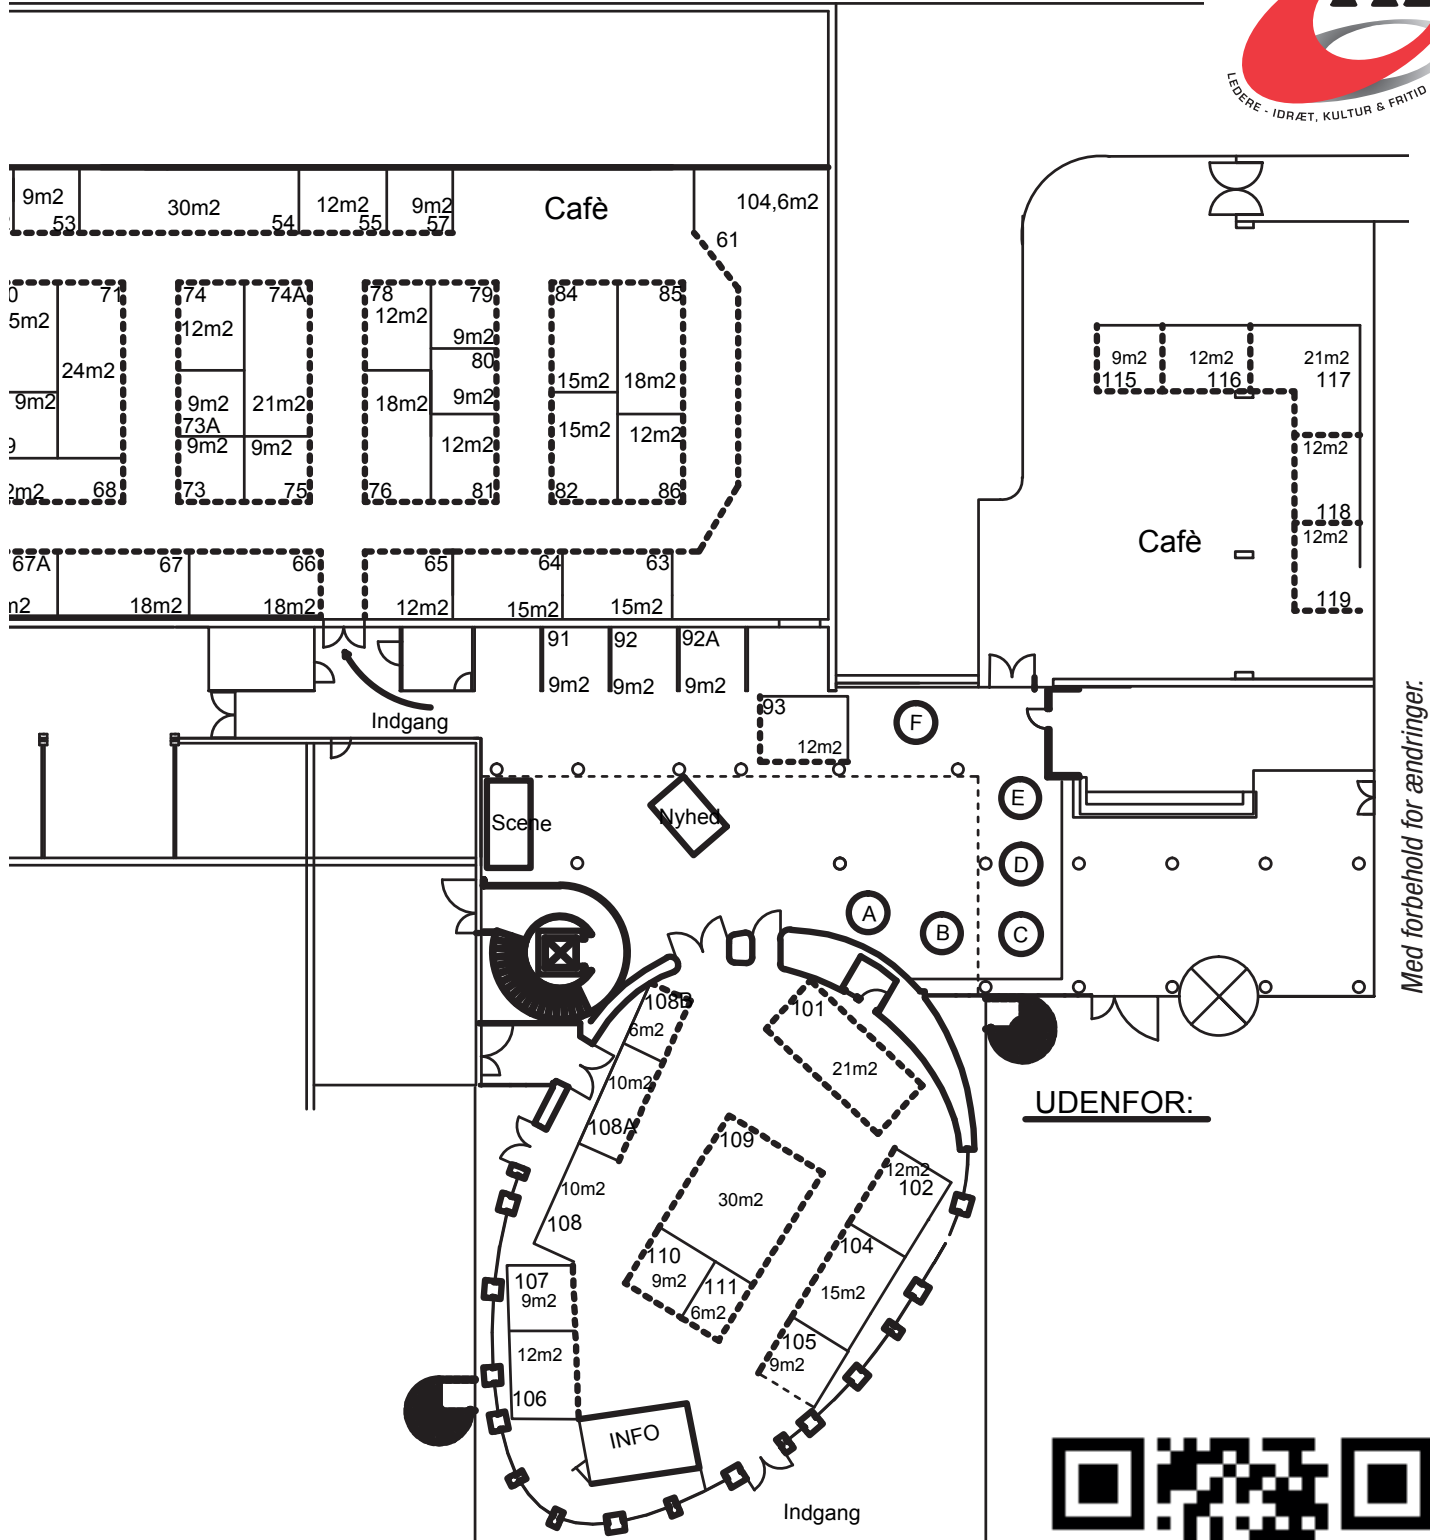 LEDERE - IDRÆT, KULTUR & FRITID
9m2
53
30m2
54
12m2
55
9m2
57
Cafè
104,6m2
61
71
24m2
9m2
68
74
12m2
74A
9m2
21m2
73A
9m2
9m2
73
75
78
12m2
79
9m2
80
18m2
9m2
12m2
76
81
84
85
15m2
18m2
15m2
12m2
82
86
67A
67
18m2
66
18m2
65
12m2
64
15m2
63
15m2
9m2
115
12m2
116
21m2
117
12m2
118
12m2
119
Cafè
91
9m2
92
9m2
92A
9m2
93
12m2
Indgang
F
E
D
C
B
A
Scene
Nyhed
Med forbehold for ændringer.
UDENFOR:
108B
6m2
10m2
108A
10m2
108
101
21m2
109
30m2
110
9m2
111
6m2
12m2
102
104
15m2
105
9m2
107
9m2
12m2
106
INFO
Indgang